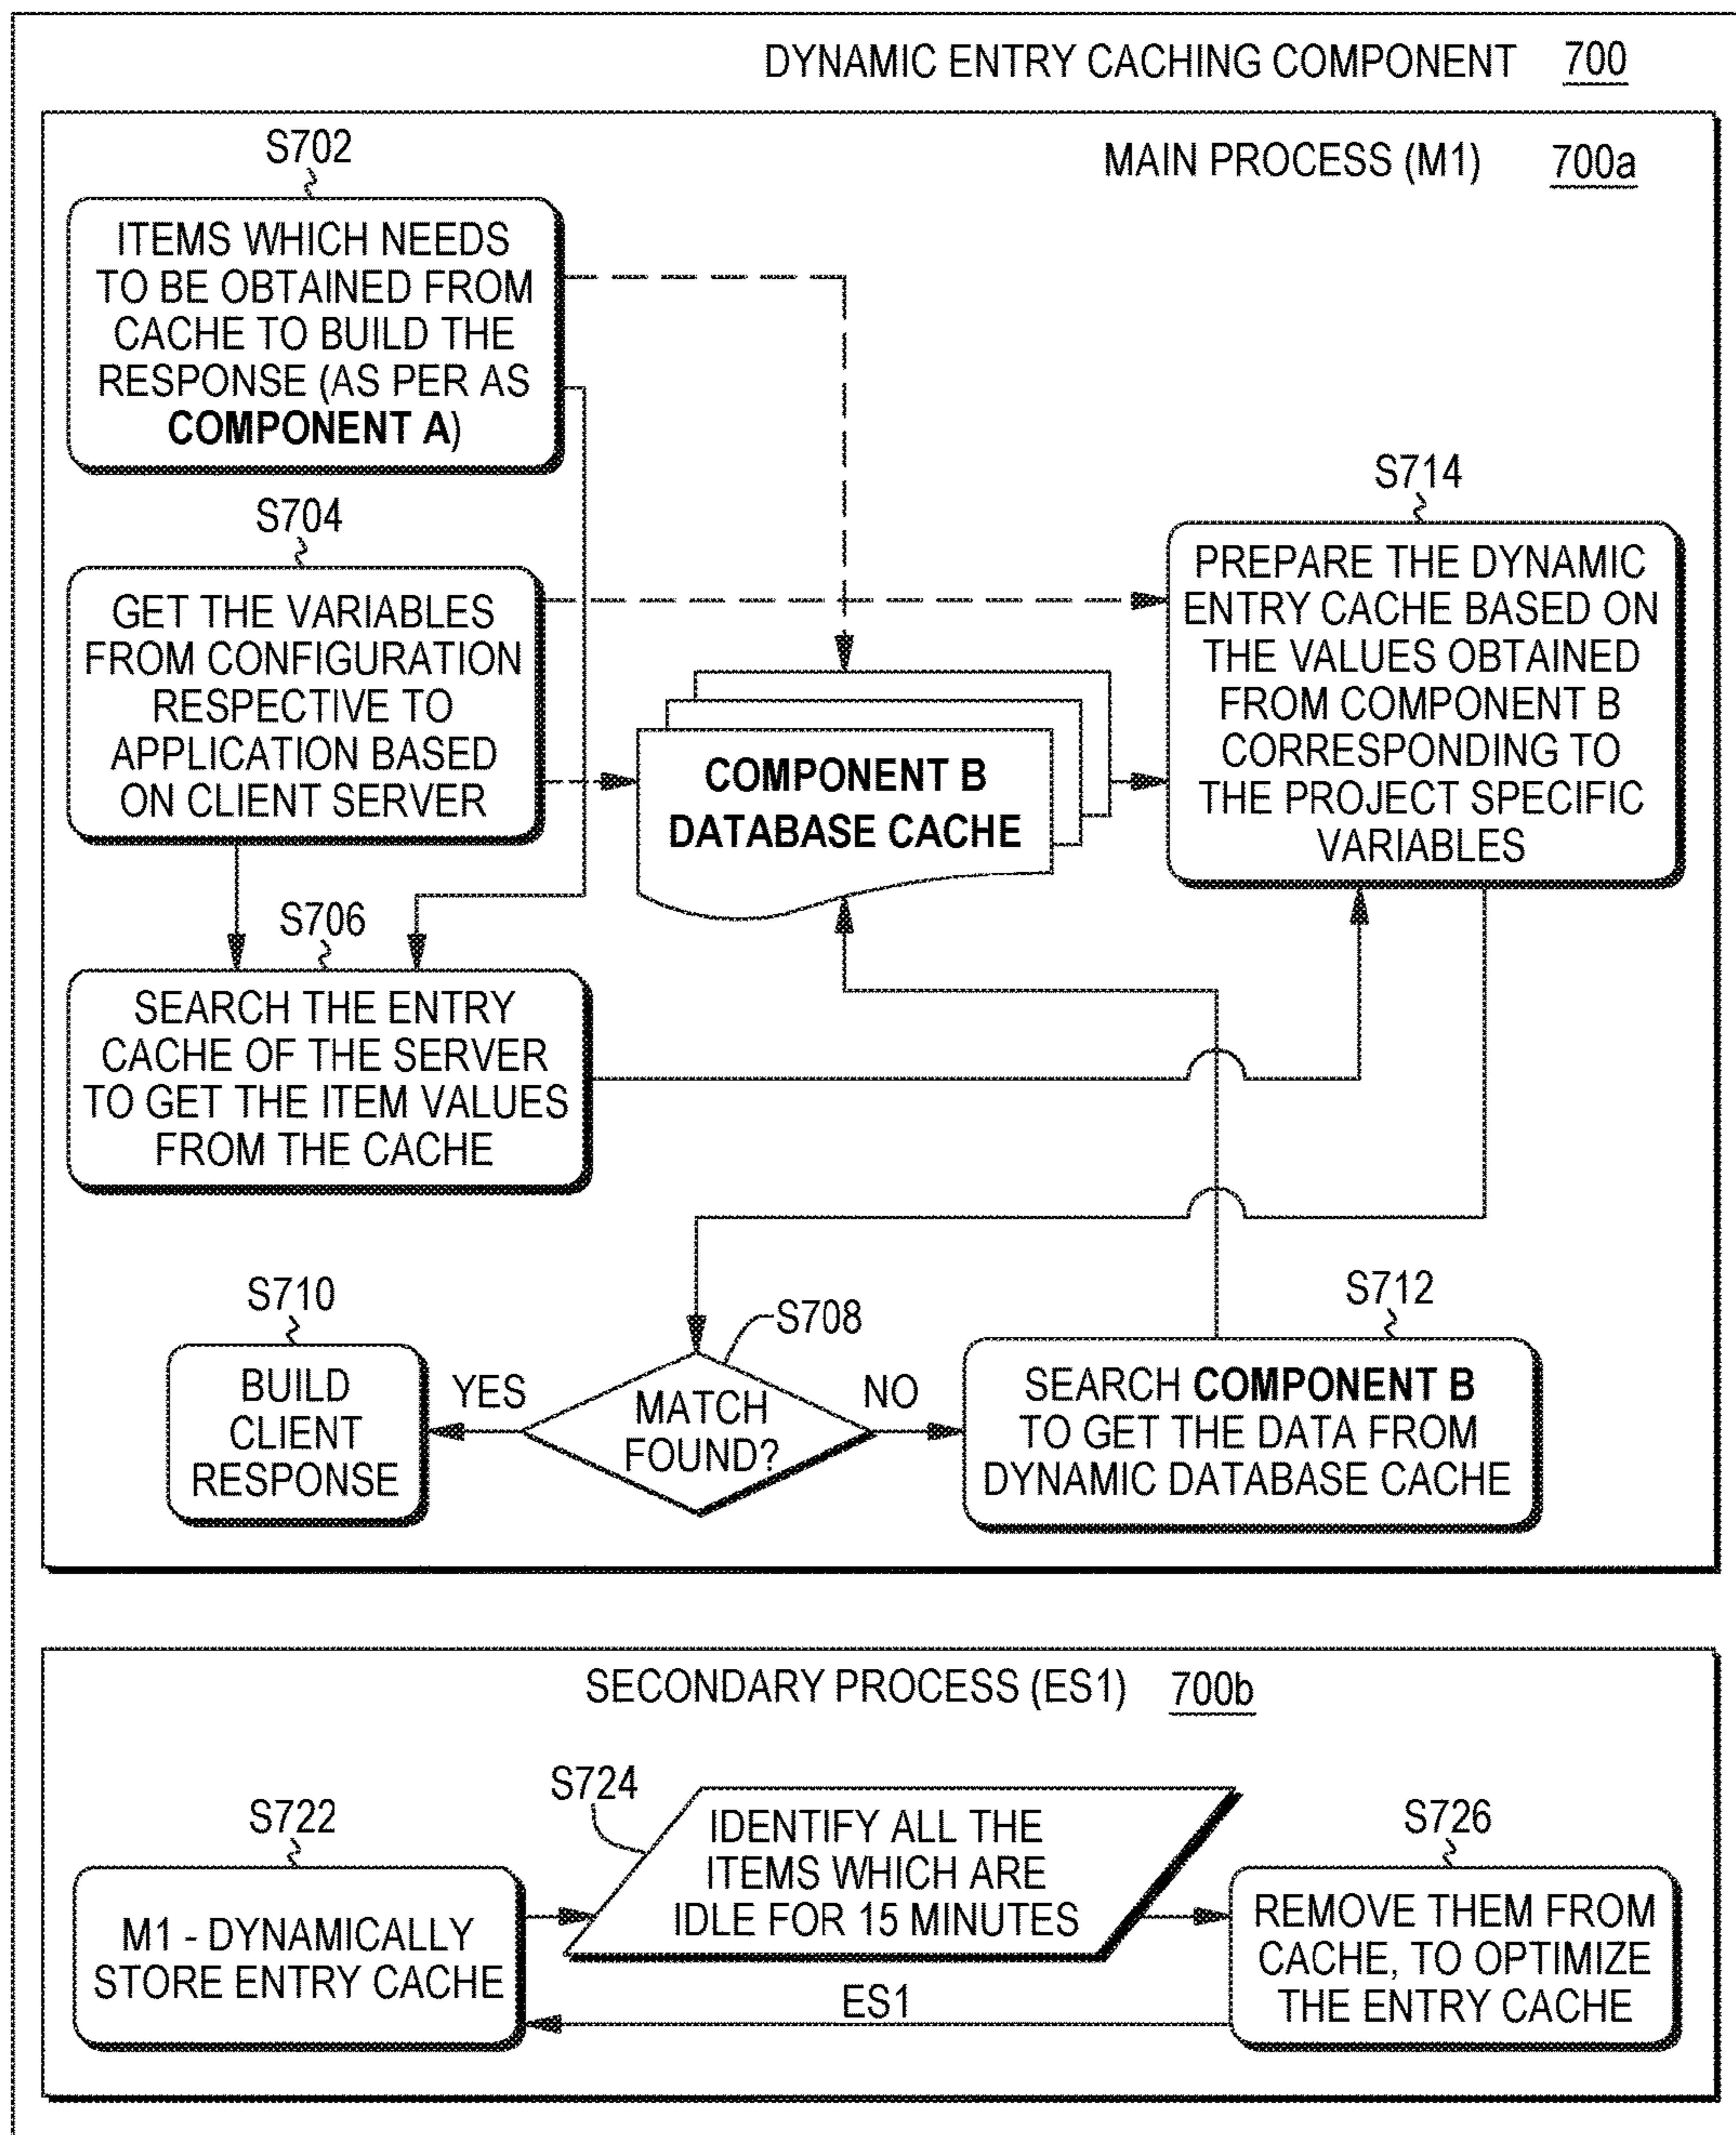 DYNAMIC ENTRY CACHING COMPONENT 700
MAIN PROCESS (M1) 700a
S702
ITEMS WHICH NEEDS
TO BE OBTAINED FROM
CACHE TO BUILD THE
RESPONSE (AS PER AS
COMPONENT A)
S704
GET THE VARIABLES
FROM CONFIGURATION
RESPECTIVE TO
APPLICATION BASED
ON CLIENT SERVER
COMPONENT B
DATABASE CACHE
S714
PREPARE THE DYNAMIC
ENTRY CACHE BASED ON
THE VALUES OBTAINED
FROM COMPONENT B
CORRESPONDING TO
THE PROJECT SPECIFIC
VARIABLES
S706
SEARCH THE ENTRY
CACHE OF THE SERVER
TO GET THE ITEM VALUES
FROM THE CACHE
S710
BUILD
CLIENT
RESPONSE
YES
S708
MATCH
FOUND?
NO
S712
SEARCH COMPONENT B
TO GET THE DATA FROM
DYNAMIC DATABASE CACHE
SECONDARY PROCESS (ES1) 700b
S722
M1 - DYNAMICALLY
STORE ENTRY CACHE
S724
IDENTIFY ALL THE
ITEMS WHICH ARE
IDLE FOR 15 MINUTES
S726
REMOVE THEM FROM
CACHE, TO OPTIMIZE
THE ENTRY CACHE
ES1